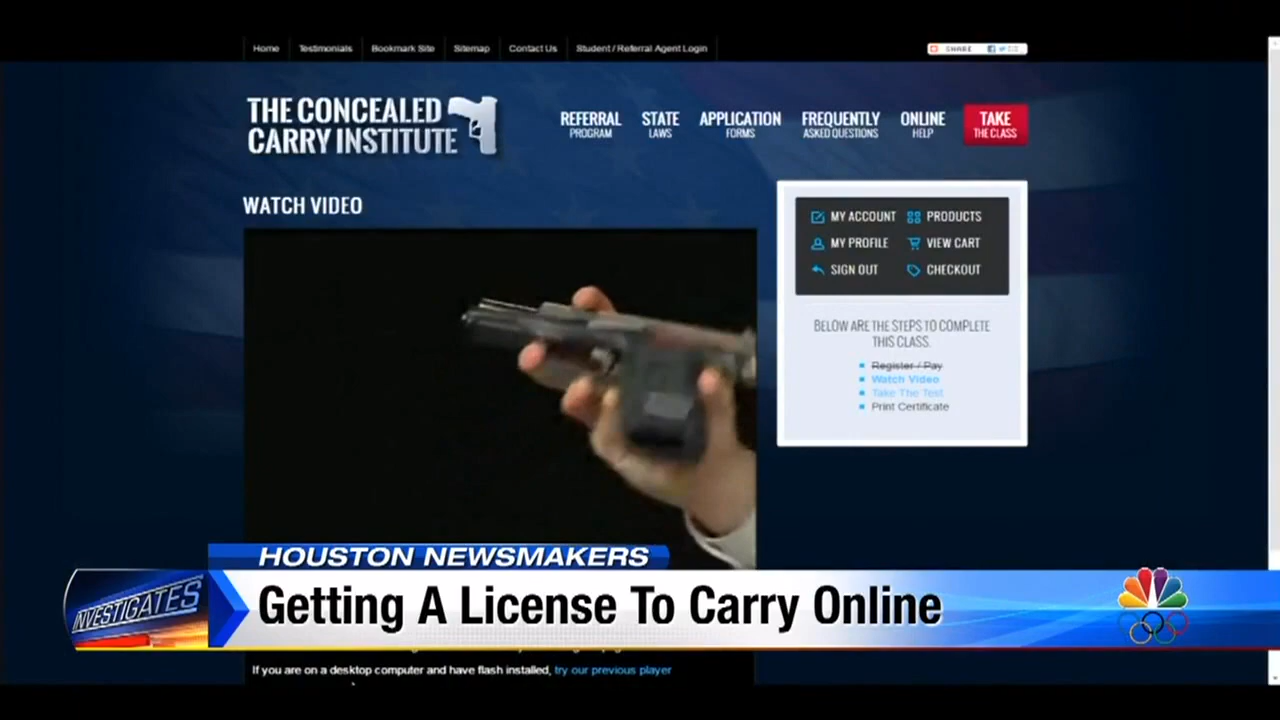 Home Testimonials Bookmark Site Sitemap Contact Us Student / Referral Agent Login
SHARE
THE CONCEALED
CARRY INSTITUTE
REFERRAL
PROGRAM
STATE
LAWS
APPLICATION
FORMS
FREQUENTLY
ASKED QUESTIONS
ONLINE
HELP
TAKE
THE CLASS
WATCH VIDEO
MY ACCOUNT PRODUCTS
MY PROFILE VIEW CART
SIGN OUT CHECKOUT
BELOW ARE THE STEPS TO COMPLETE
THIS CLASS.
Register / Pay
Watch Video
Take The Test
Print Certificate
HOUSTON NEWSMAKERS
INVESTIGATES
Getting A License To Carry Online
If you are on a desktop computer and have flash installed, try our previous player